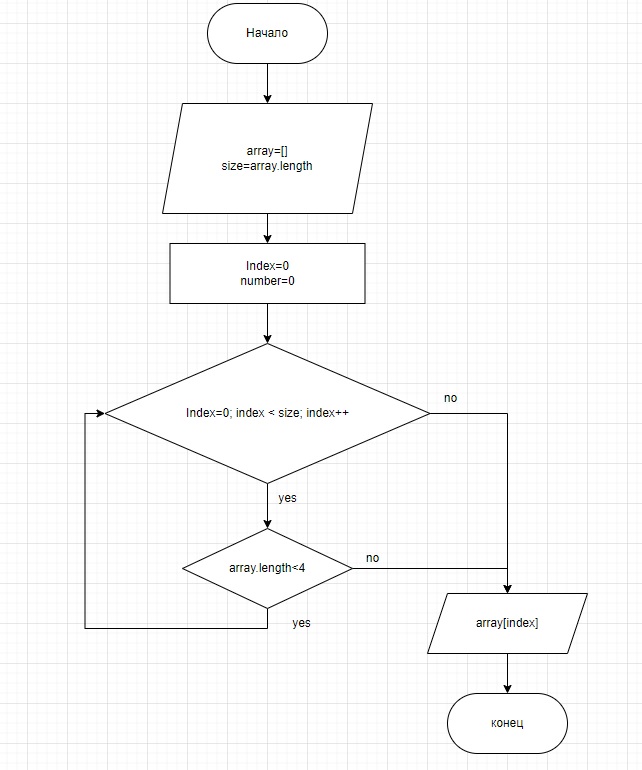 Начало
array=[]
size=array.length
Index=0
number=0
Index=0; index < size; index++
no
yes
array.length<4
no
yes
array[index]
конец